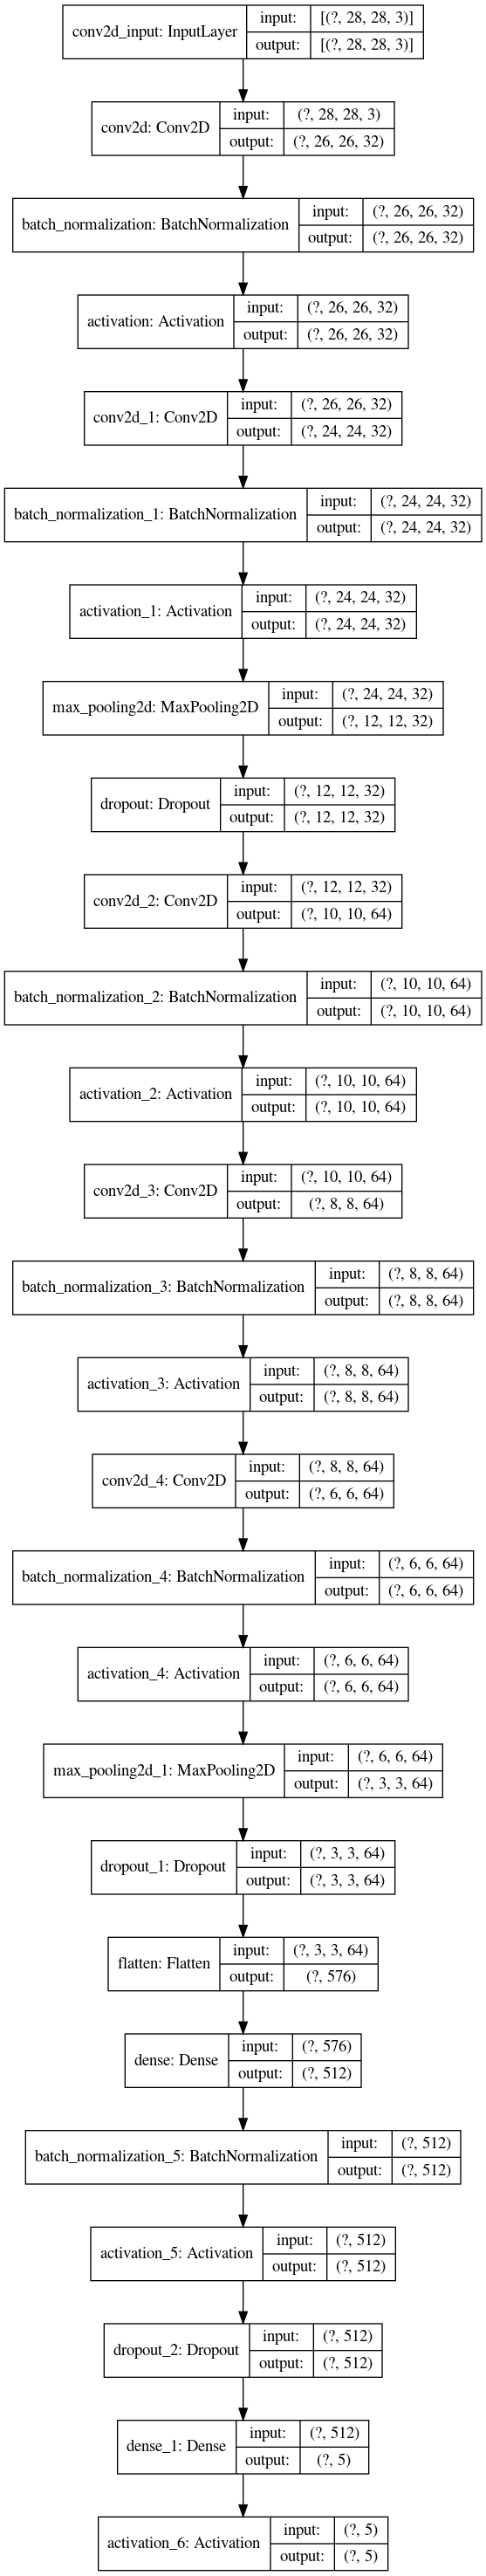 conv2d_input: InputLayer
input: [(?, 28, 28, 3)]
output: [(?, 28, 28, 3)]
conv2d: Conv2D
input: (?, 28, 28, 3)
output: (?, 26, 26, 32)
batch_normalization: BatchNormalization
input: (?, 26, 26, 32)
output: (?, 26, 26, 32)
activation: Activation
input: (?, 26, 26, 32)
output: (?, 26, 26, 32)
conv2d_1: Conv2D
input: (?, 26, 26, 32)
output: (?, 24, 24, 32)
batch_normalization_1: BatchNormalization
input: (?, 24, 24, 32)
output: (?, 24, 24, 32)
activation_1: Activation
input: (?, 24, 24, 32)
output: (?, 24, 24, 32)
max_pooling2d: MaxPooling2D
input: (?, 24, 24, 32)
output: (?, 12, 12, 32)
dropout: Dropout
input: (?, 12, 12, 32)
output: (?, 12, 12, 32)
conv2d_2: Conv2D
input: (?, 12, 12, 32)
output: (?, 10, 10, 64)
batch_normalization_2: BatchNormalization
input: (?, 10, 10, 64)
output: (?, 10, 10, 64)
activation_2: Activation
input: (?, 10, 10, 64)
output: (?, 10, 10, 64)
conv2d_3: Conv2D
input: (?, 10, 10, 64)
output: (?, 8, 8, 64)
batch_normalization_3: BatchNormalization
input: (?, 8, 8, 64)
output: (?, 8, 8, 64)
activation_3: Activation
input: (?, 8, 8, 64)
output: (?, 8, 8, 64)
conv2d_4: Conv2D
input: (?, 8, 8, 64)
output: (?, 6, 6, 64)
batch_normalization_4: BatchNormalization
input: (?, 6, 6, 64)
output: (?, 6, 6, 64)
activation_4: Activation
input: (?, 6, 6, 64)
output: (?, 6, 6, 64)
max_pooling2d_1: MaxPooling2D
input: (?, 6, 6, 64)
output: (?, 3, 3, 64)
dropout_1: Dropout
input: (?, 3, 3, 64)
output: (?, 3, 3, 64)
flatten: Flatten
input: (?, 3, 3, 64)
output: (?, 576)
dense: Dense
input: (?, 576)
output: (?, 512)
batch_normalization_5: BatchNormalization
input: (?, 512)
output: (?, 512)
activation_5: Activation
input: (?, 512)
output: (?, 512)
dropout_2: Dropout
input: (?, 512)
output: (?, 512)
dense_1: Dense
input: (?, 512)
output: (?, 5)
activation_6: Activation
input: (?, 5)
output: (?, 5)